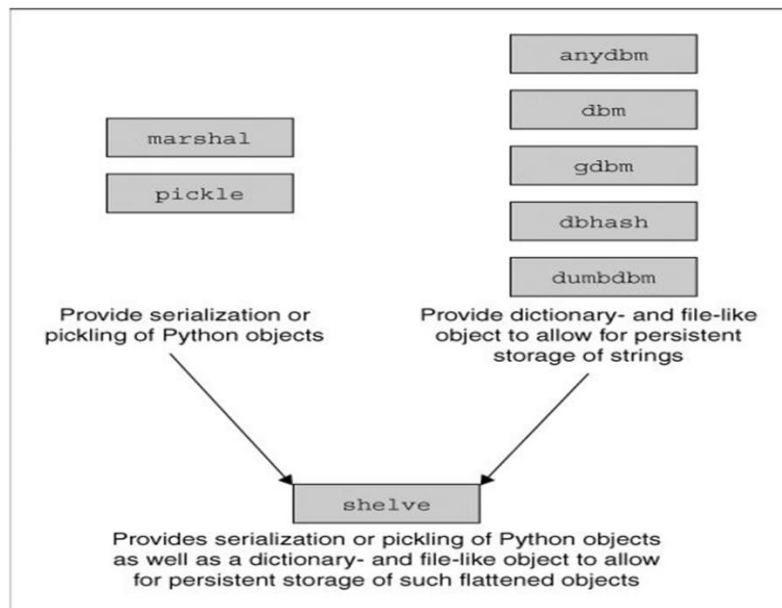 marshal
pickle
Provide serialization or
pickling of Python objects
anydbm
dbm
gdbm
dbhash
dumbdbm
Provide dictionary- and file-like
object to allow for persistent
storage of strings
shelve
Provides serialization or pickling of Python objects
as well as a dictionary- and file-like object to allow
for persistent storage of such flattened objects